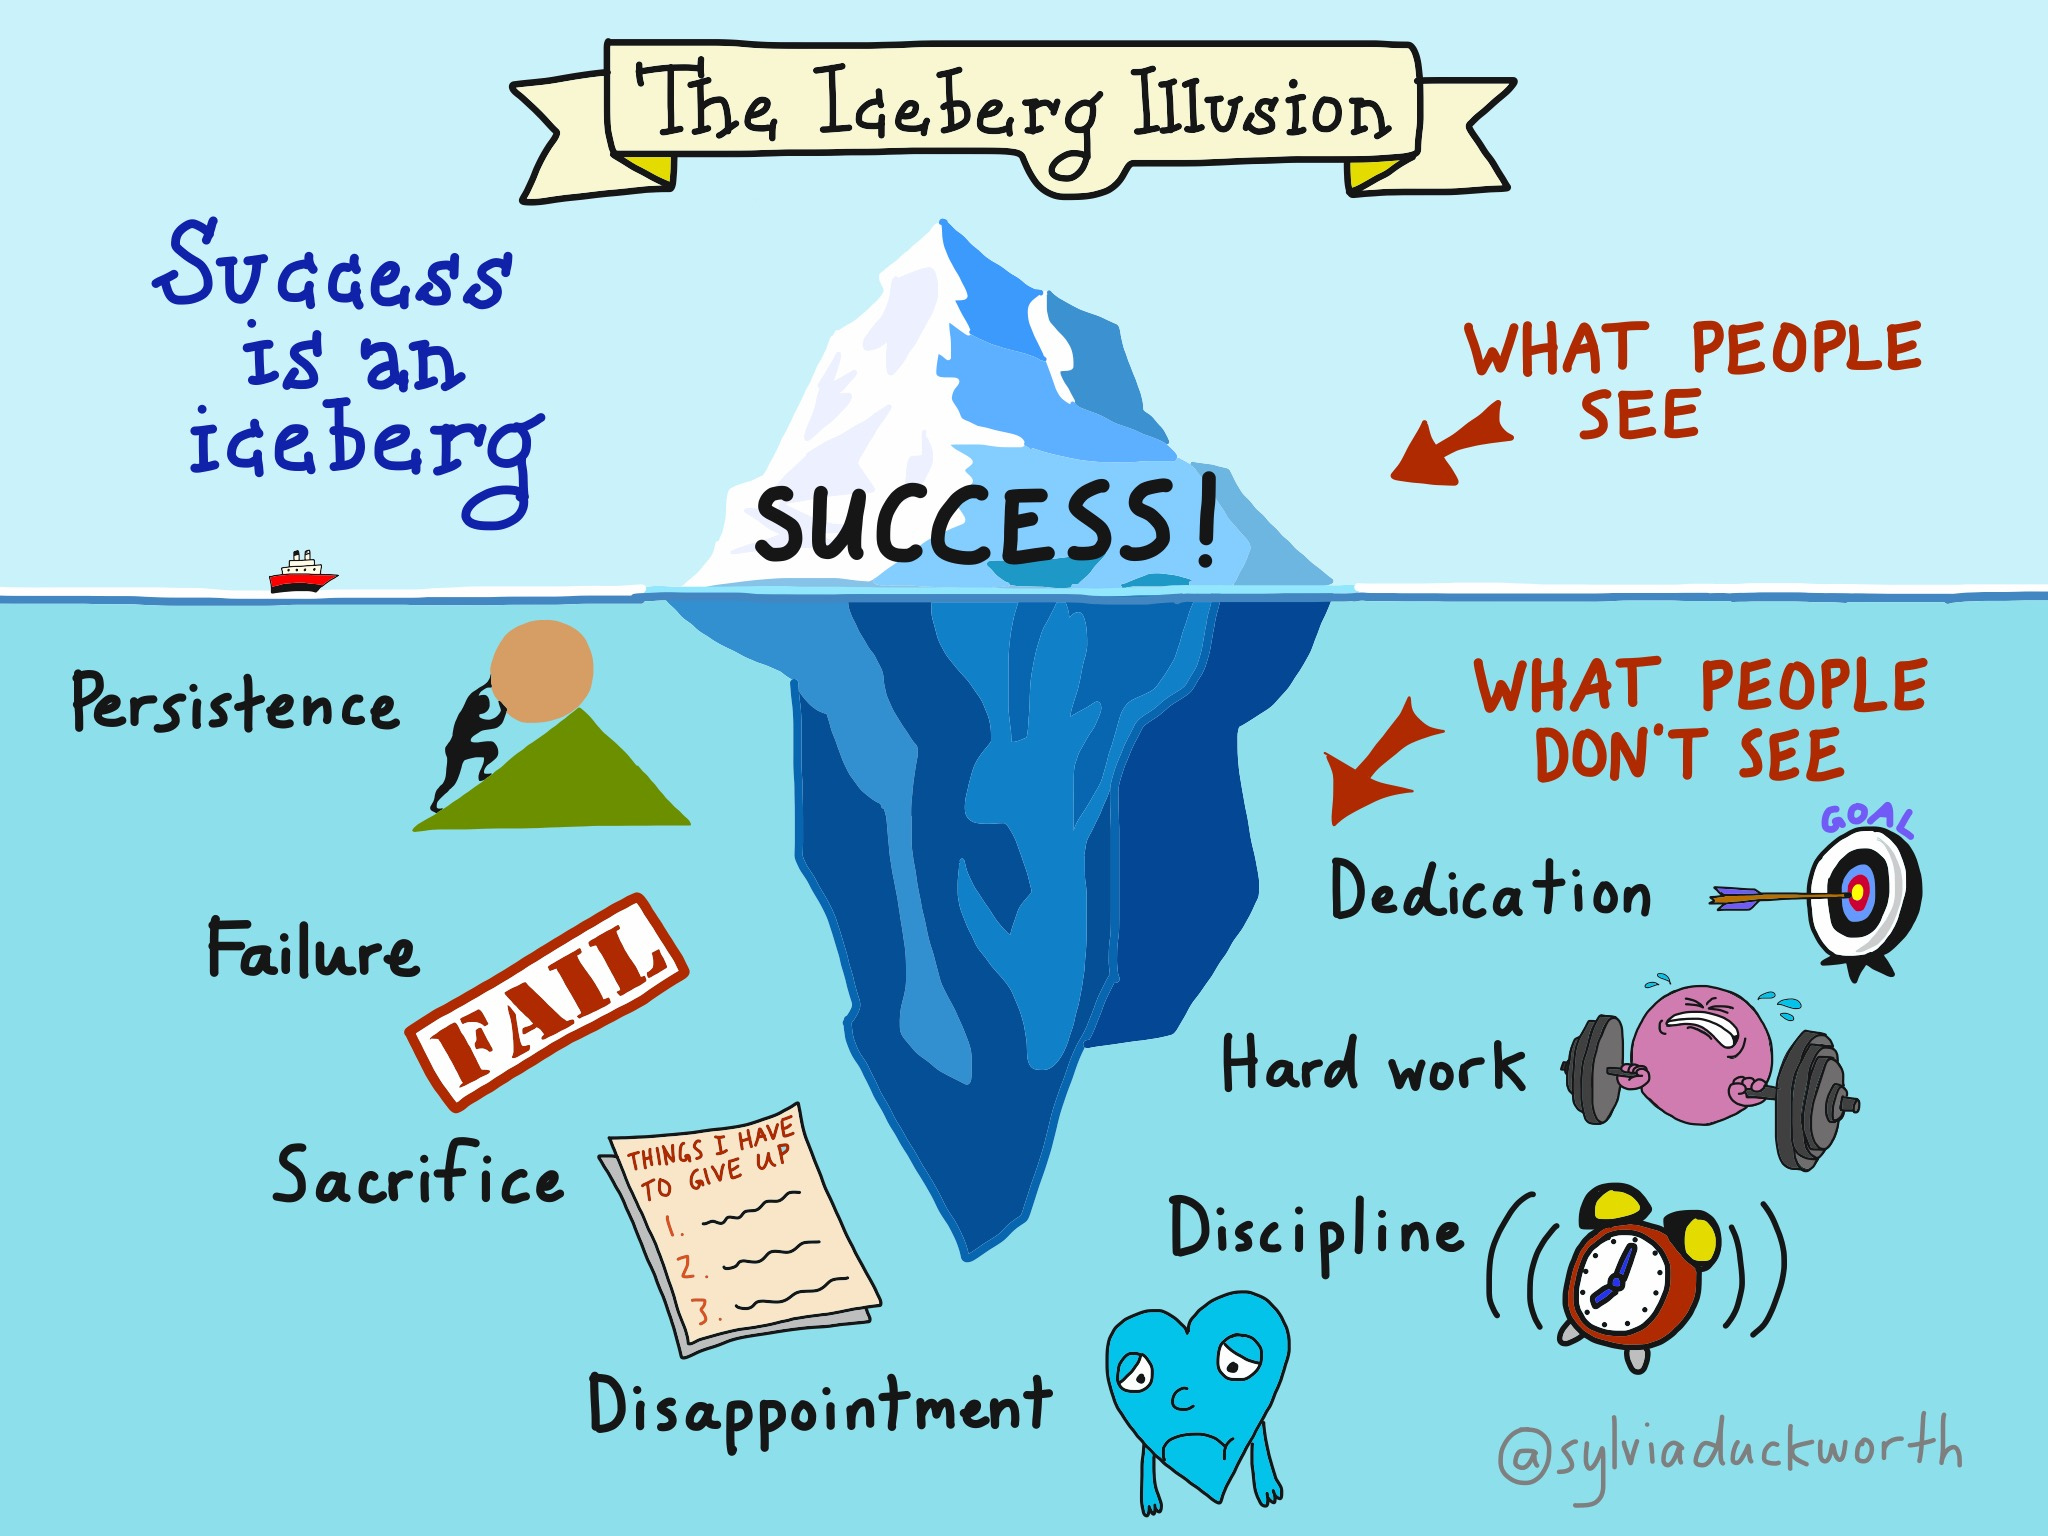 The Iceberg Illusion
Success
is an
iceberg
WHAT PEOPLE
SEE
SUCCESS!
Persistence
WHAT PEOPLE
DON'T SEE
GOAL
Dedication
Failure
FAIL
Hard work
Sacrifice
THINGS I HAVE
TO GIVE UP
1.
2.
3.
Discipline
Disappointment
@sylviaduckworth